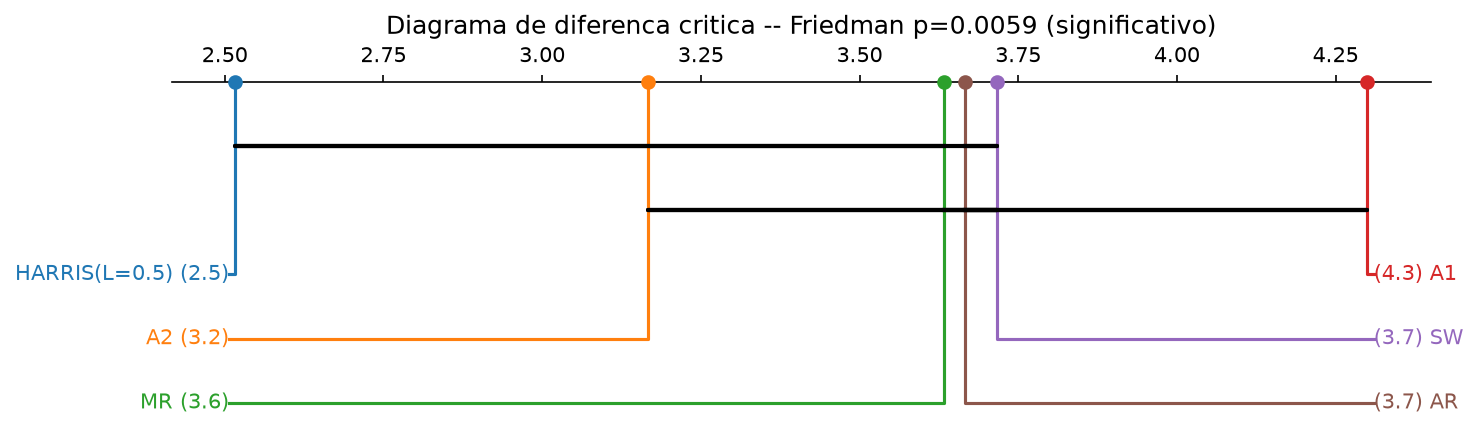 Diagrama de diferenca critica -- Friedman p=0.0059 (significativo)
2.50 2.75 3.00 3.25 3.50 3.75 4.00 4.25
HARRIS(L=0.5) (2.5) (4.3) A1
A2 (3.2) (3.7) SW
MR (3.6) (3.7) AR